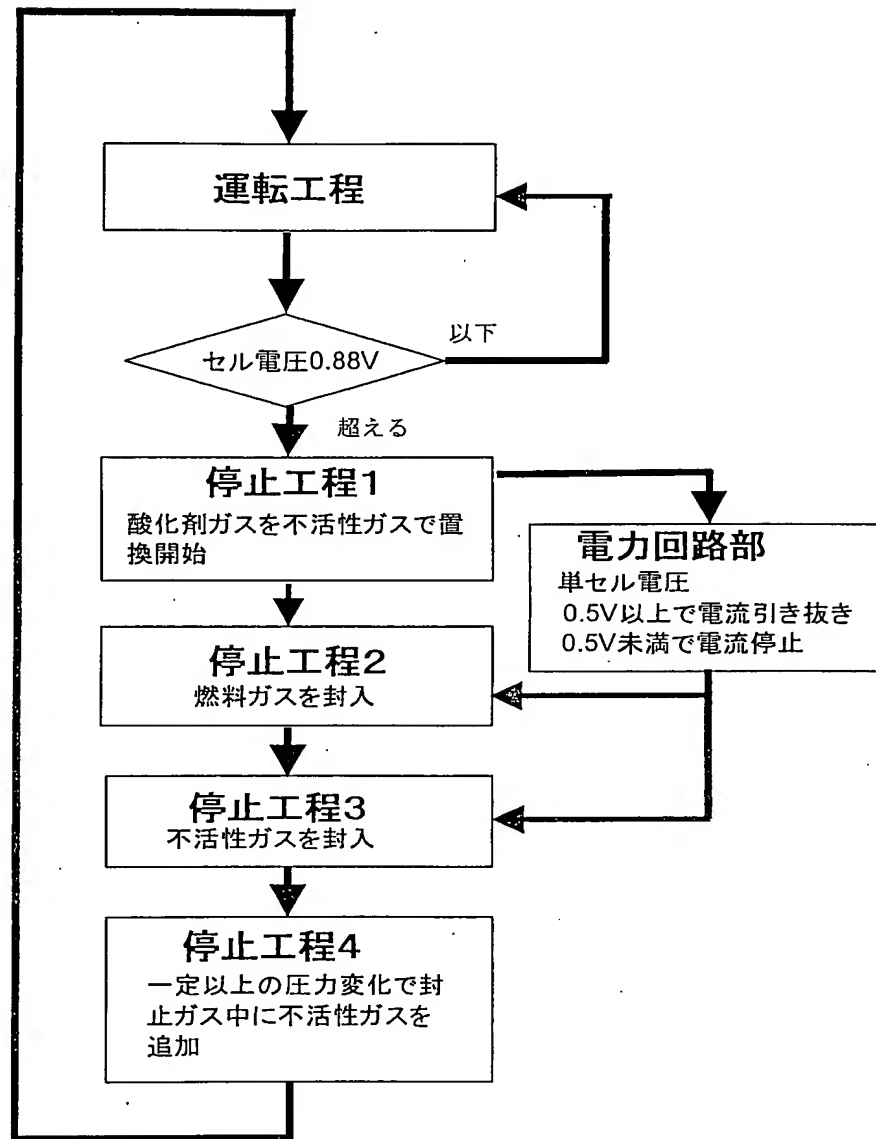 運転工程
セル電圧0.88V
以下
超える
停止工程1
酸化剤ガスを不活性ガスで置
換開始
電力回路部
単セル電圧
0.5V以上で電流引き抜き
0.5V未満で電流停止
停止工程2
燃料ガスを封入
停止工程3
不活性ガスを封入
停止工程4
一定以上の圧力変化で封
止ガス中に不活性ガスを
追加